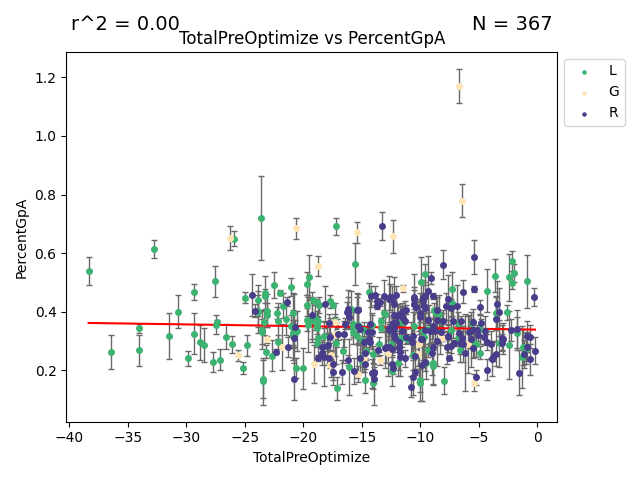 r^2 = 0.00
N = 367
TotalPreOptimize vs PercentGpA
L
G
R
1.2
1.0
0.8
0.6
0.4
0.2
PercentGpA
−40
−35
−30
−25
−20
−15
−10
−5
0
TotalPreOptimize